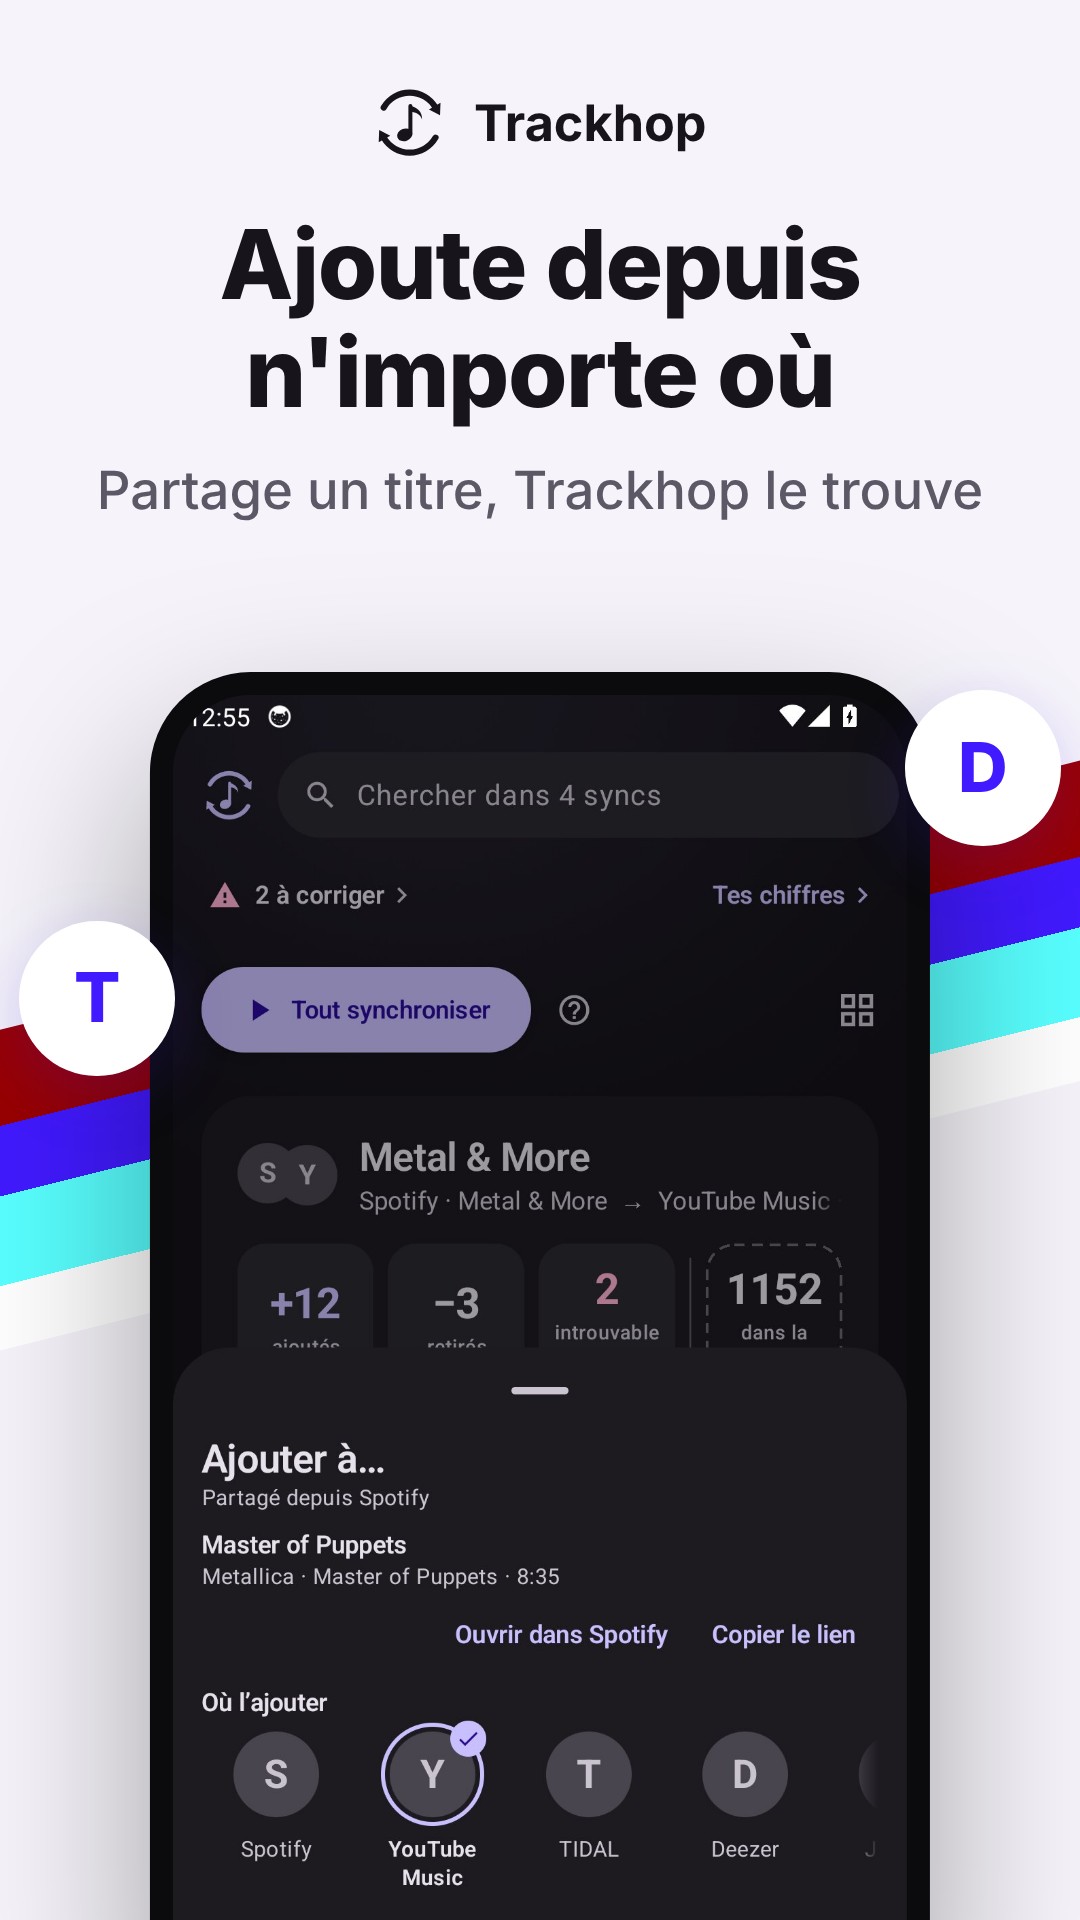 Trackhop
Ajoute depuis
n'importe où
Partage un titre, Trackhop le trouve
12:55
D
Chercher dans 4 syncs
2 à corriger
Tes chiffres
T
Tout synchroniser
S Y
Metal & More
Spotify · Metal & More → YouTube Music
+12
−3
2
1152
ajoutés
retirés
introuvable
dans la
Ajouter à…
Partagé depuis Spotify
Master of Puppets
Metallica · Master of Puppets · 8:35
Ouvrir dans Spotify
Copier le lien
Où l’ajouter
S
Y
T
D
Spotify
YouTube
Music
TIDAL
Deezer
J